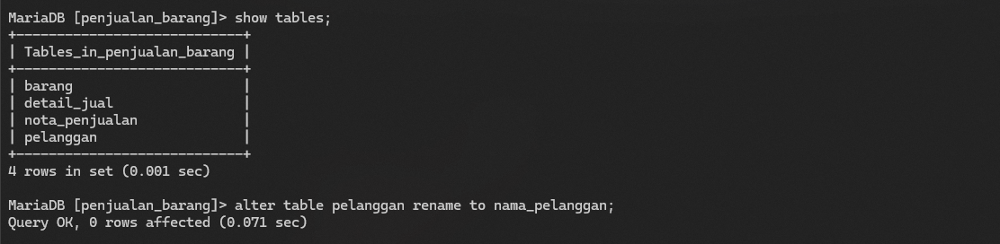 MariaDB [penjualan_barang]> show tables;
+----------------------------+
| Tables_in_penjualan_barang |
+----------------------------+
| barang                     |
| detail_jual                |
| nota_penjualan             |
| pelanggan                  |
+----------------------------+
4 rows in set (0.001 sec)
MariaDB [penjualan_barang]> alter table pelanggan rename to nama_pelanggan;
Query OK, 0 rows affected (0.071 sec)